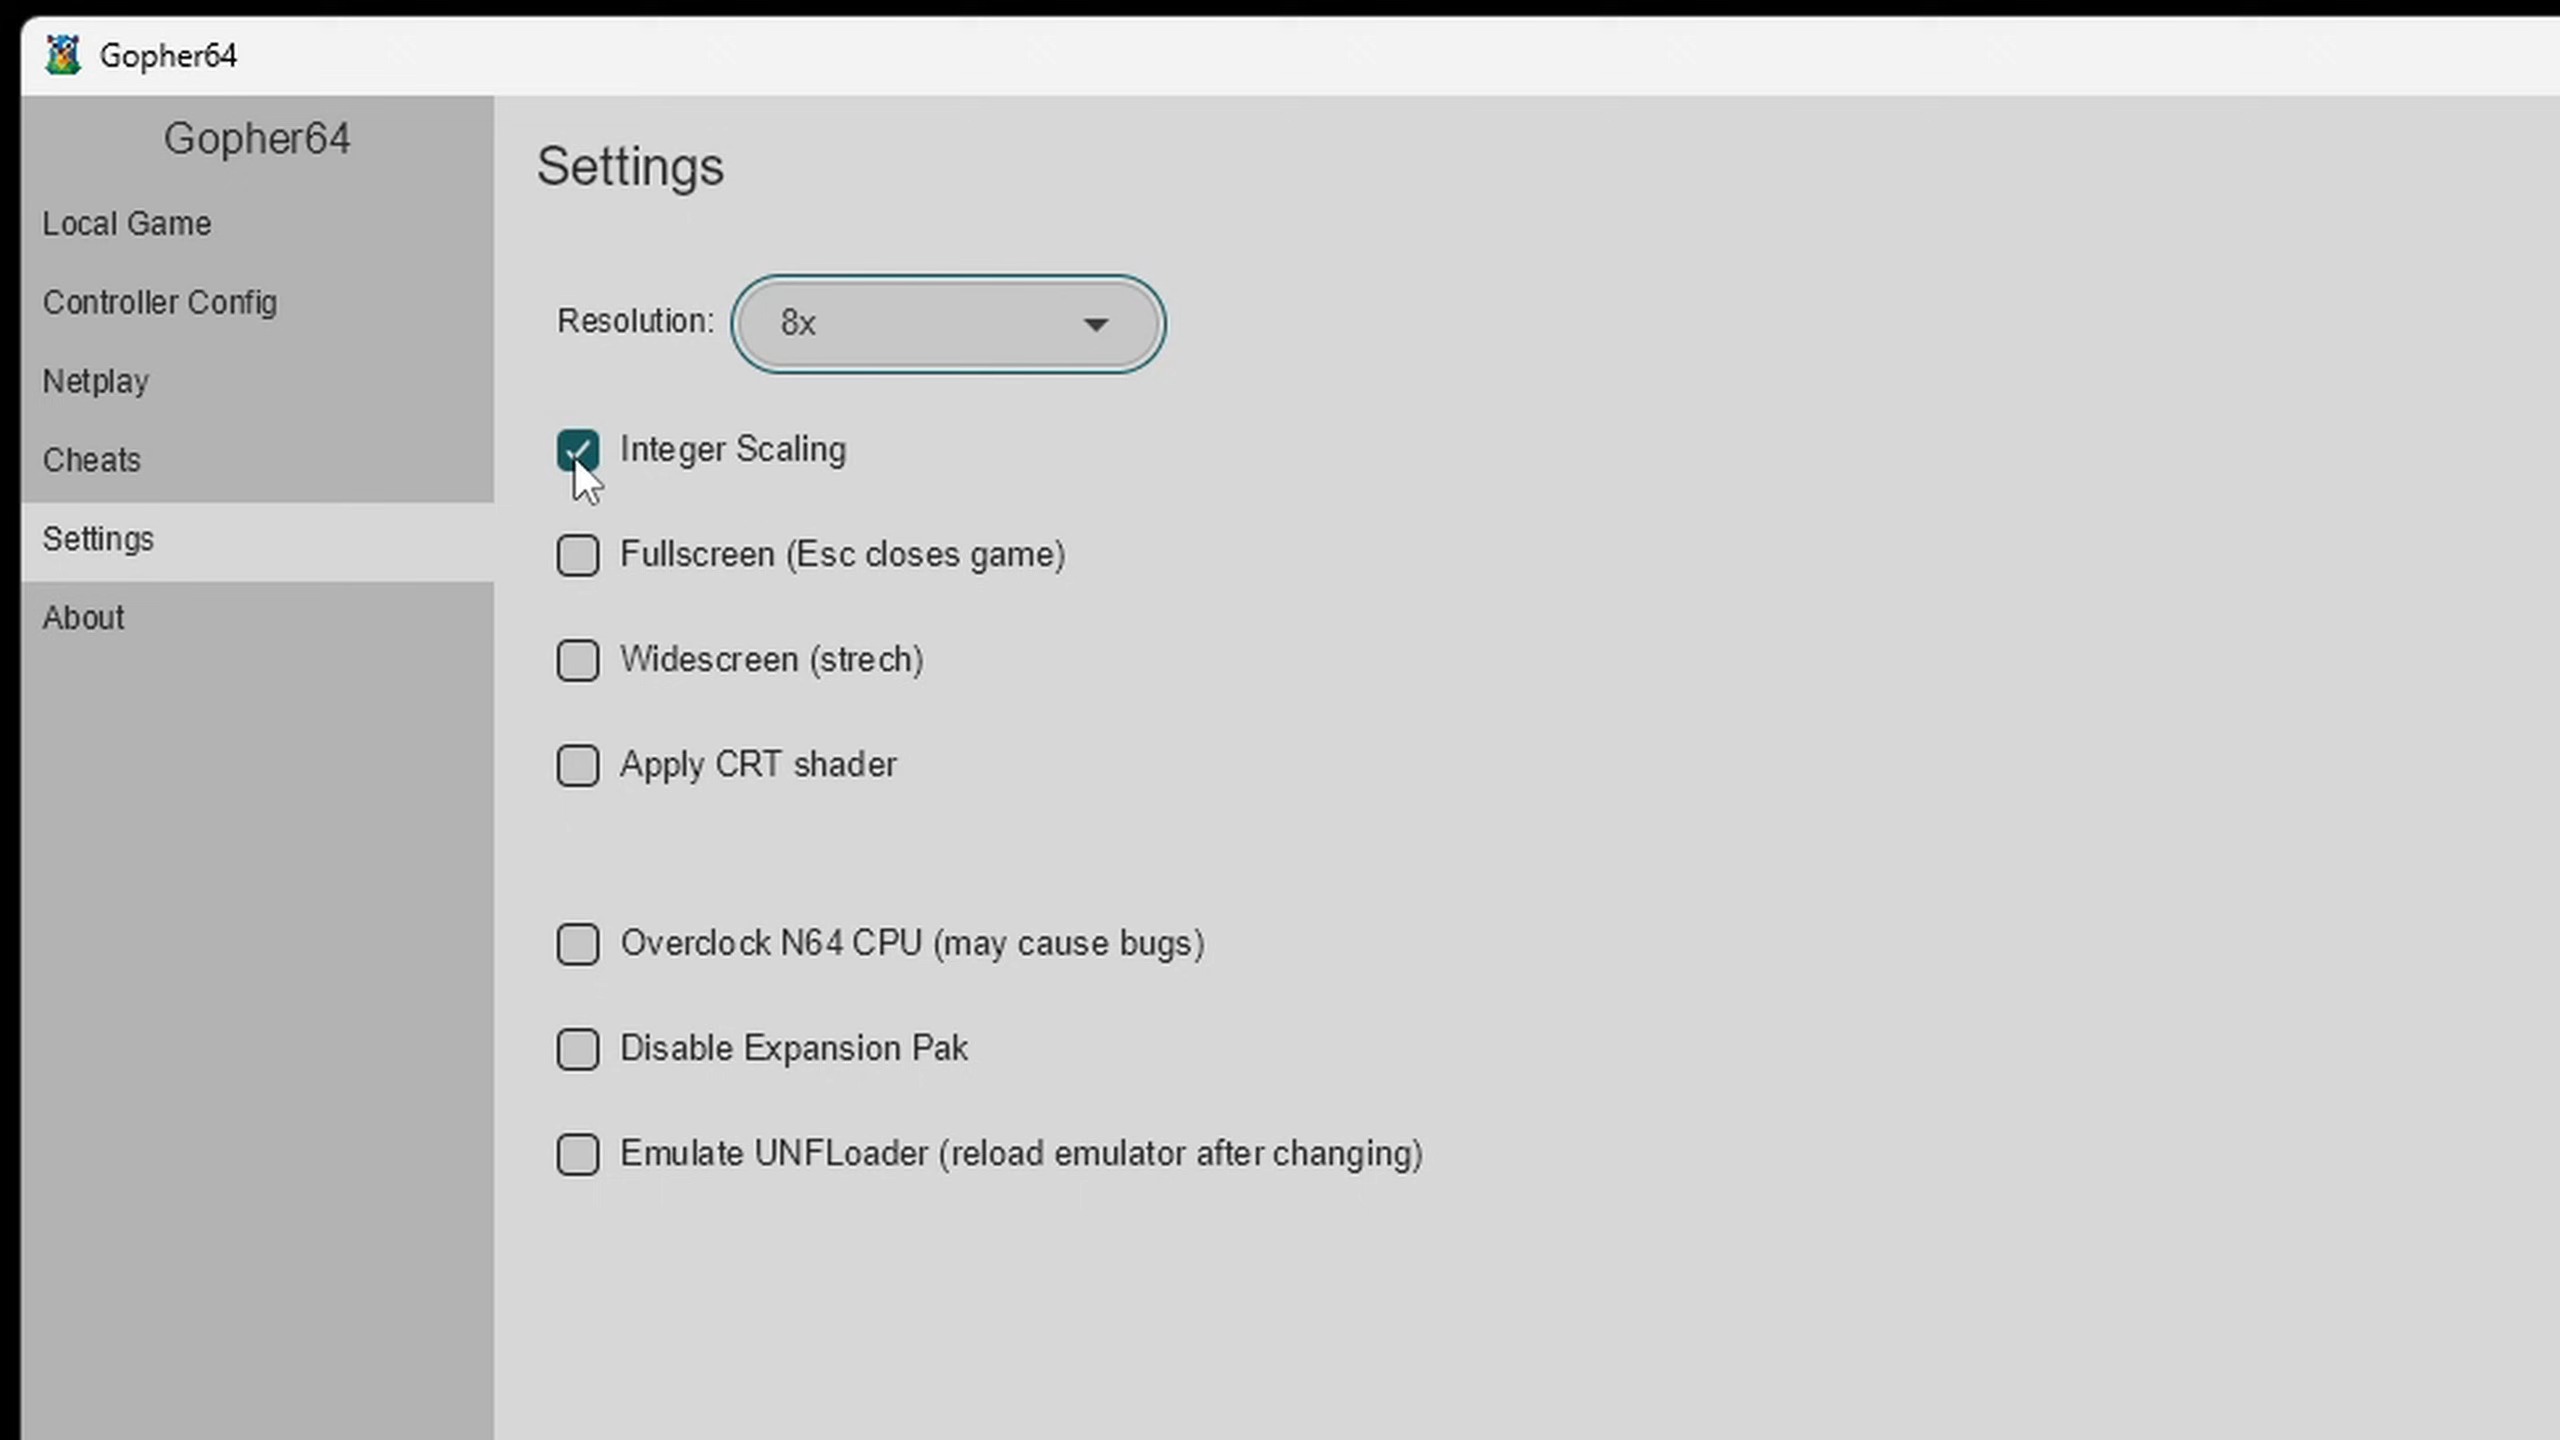 Gopher64
Gopher64
Local Game
Controller Config
Netplay
Cheats
Settings
About
Settings
Resolution: 8x
Integer Scaling
Fullscreen (Esc closes game)
Widescreen (strech)
Apply CRT shader
Overclock N64 CPU (may cause bugs)
Disable Expansion Pak
Emulate UNFLoader (reload emulator after changing)